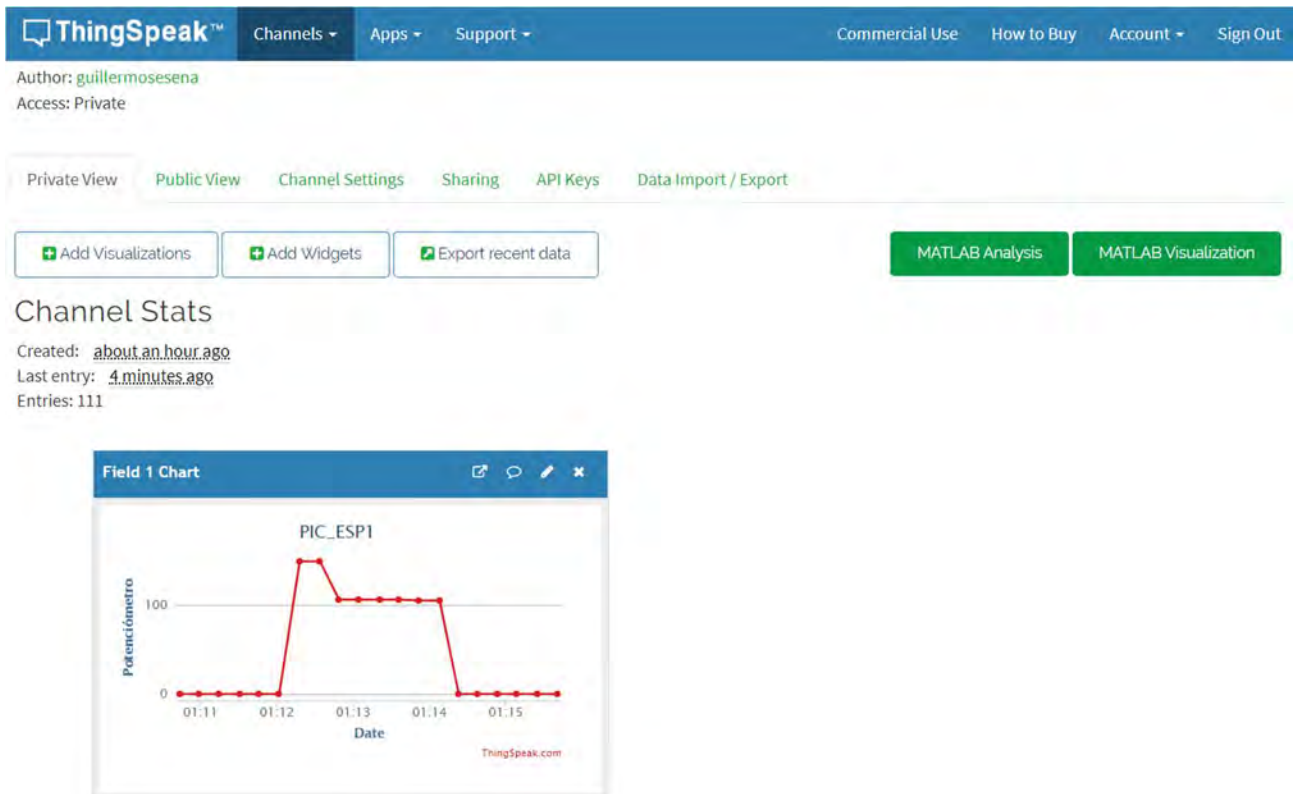 ThingSpeak™ Channels Apps Support Commercial Use How to Buy Account Sign Out
Author: guillermosesena
Access: Private
Private View Public View Channel Settings Sharing API Keys Data Import / Export
Add Visualizations Add Widgets Export recent data MATLAB Analysis MATLAB Visualization
Channel Stats
Created: about an hour ago
Last entry: 4 minutes ago
Entries: 111
Field 1 Chart
PIC_ESP1
Potenciómetro
100
0
01:11 01:12 01:13 01:14 01:15
Date
ThingSpeak.com